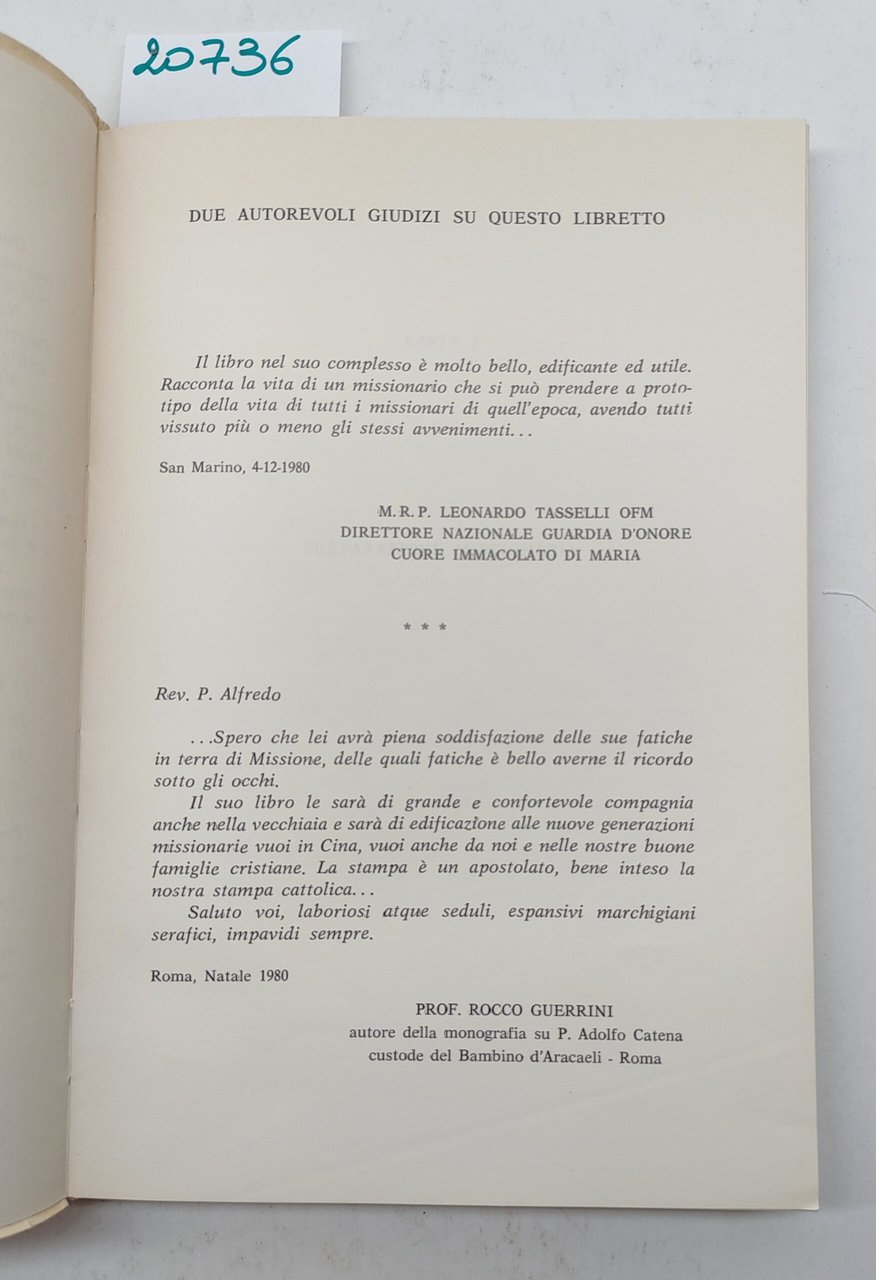 20736
DUE AUTOREVOLI GIUDIZI SU QUESTO LIBRETTO
Il libro nel suo complesso è molto bello, edificante ed utile.
Racconta la vita di un missionario che si può prendere a proto-
tipo della vita di tutti i missionari di quell'epoca, avendo tutti
vissuto più o meno gli stessi avvenimenti...
San Marino, 4-12-1980
M. R. P. LEONARDO TASSELLI OFM
DIRETTORE NAZIONALE GUARDIA D'ONORE
CUORE IMMACOLATO DI MARIA
* * *
Rev. P. Alfredo
...Spero che lei avrà piena soddisfazione delle sue fatiche
in terra di Missione, delle quali fatiche è bello averne il ricordo
sotto gli occhi.
Il suo libro le sarà di grande e confortevole compagnia
anche nella vecchiaia e sarà di edificazione alle nuove generazioni
missionarie vuoi in Cina, vuoi anche da noi e nelle nostre buone
famiglie cristiane. La stampa è un apostolato, bene inteso la
nostra stampa cattolica...
Saluto voi, laboriosi atque seduli, espansivi marchigiani
serafici, impavidi sempre.
Roma, Natale 1980
PROF. ROCCO GUERRINI
autore della monografia su P. Adolfo Catena
custode del Bambino d'Aracaeli - Roma